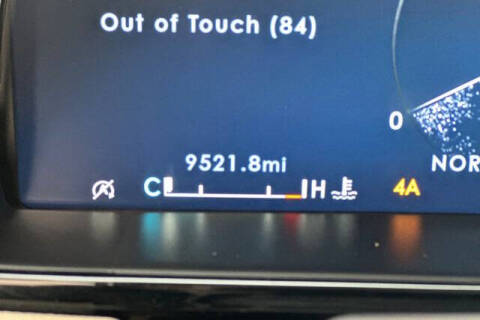 Out of Touch (84)
0
9521.8mi
NOR
C H 4A